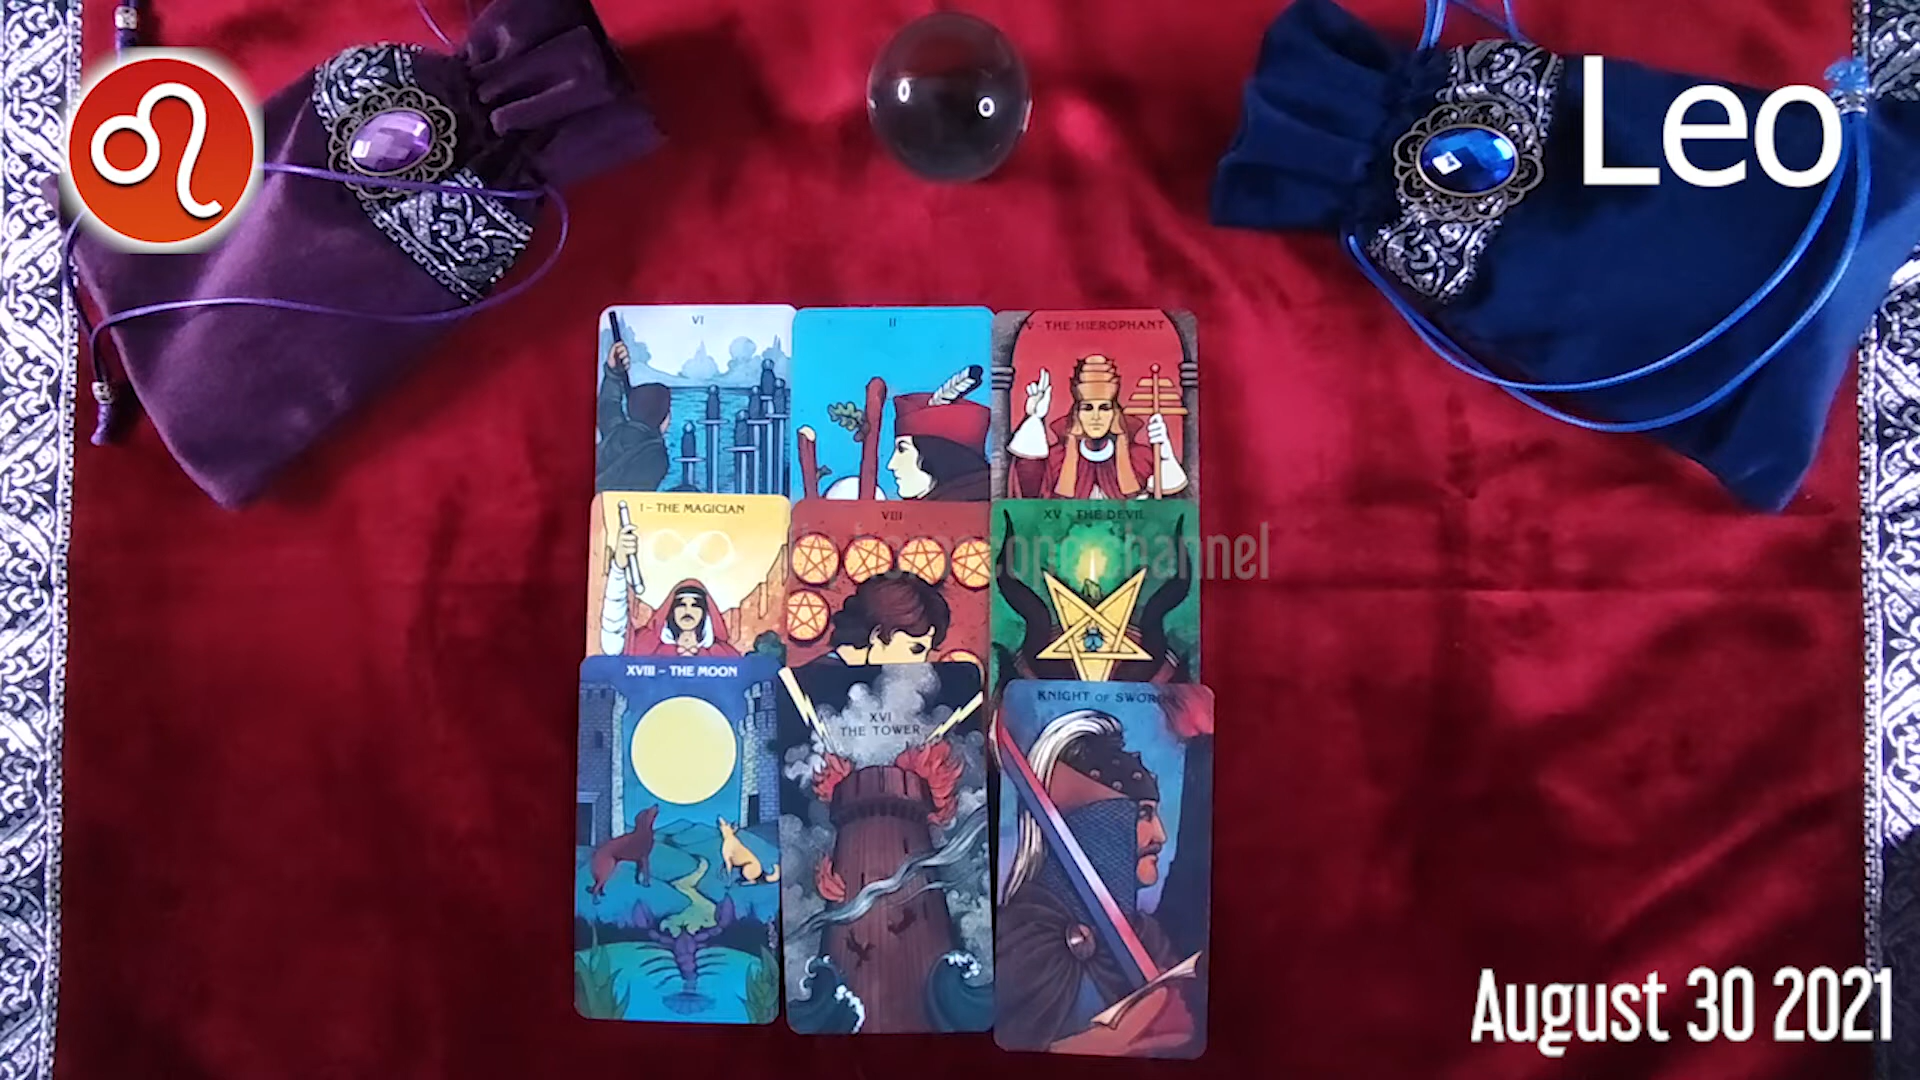 Leo
VI
II
V - THE HIEROPHANT
I - THE MAGICIAN
VIII
XV - THE DEVIL
channel
XVIII - THE MOON
XVI
THE TOWER
KNIGHT OF SWORDS
August 30 2021